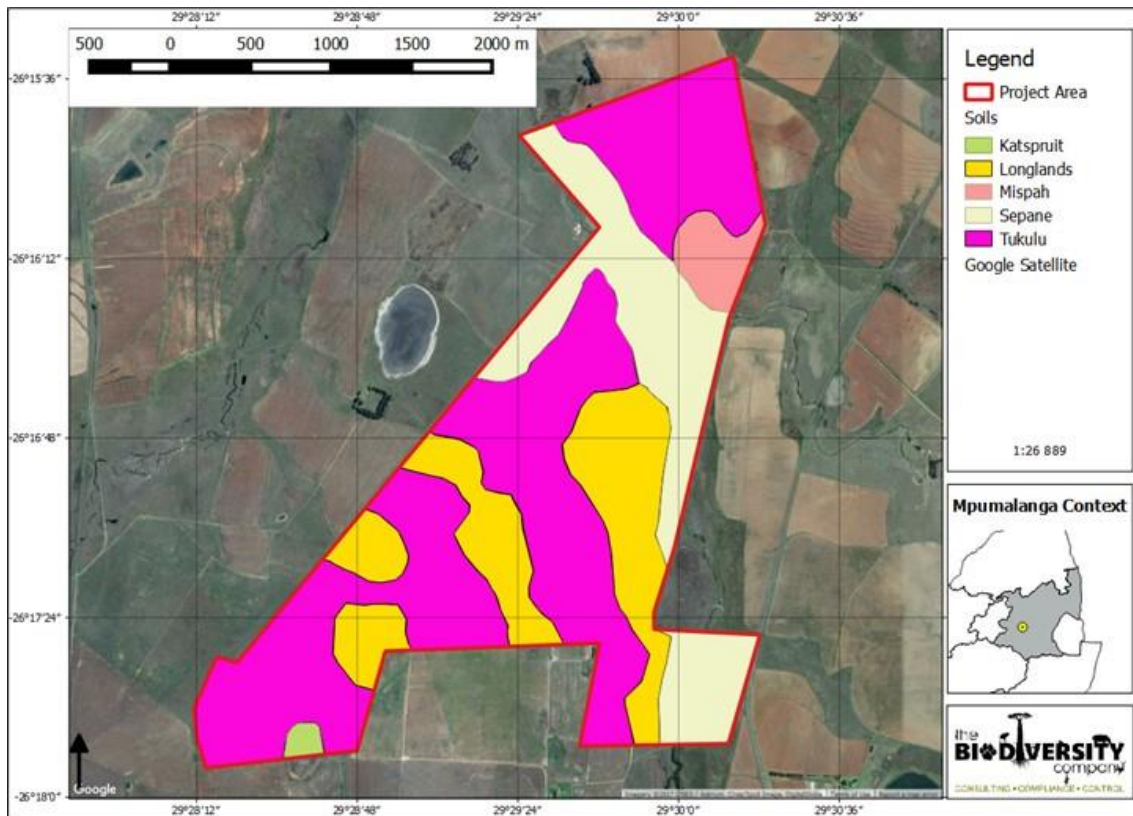 29°28′12″ 29°28′48″ 29°29′24″ 29°30′0″ 29°30′36″
500 0 500 1000 1500 2000 m
-26°15′36″
-26°16′12″
-26°16′48″
-26°17′24″
-26°18′0″
Google
29°28′12″ 29°28′48″ 29°29′24″ 29°30′0″ 29°30′36″
Legend
Project Area
Soils
Katspruit
Longlands
Mispah
Sepane
Tukulu
Google Satellite
1:26 889
Mpumalanga Context
the
BIODIVERSITY
company
CONSULTING • COMPLIANCE • CONTROL